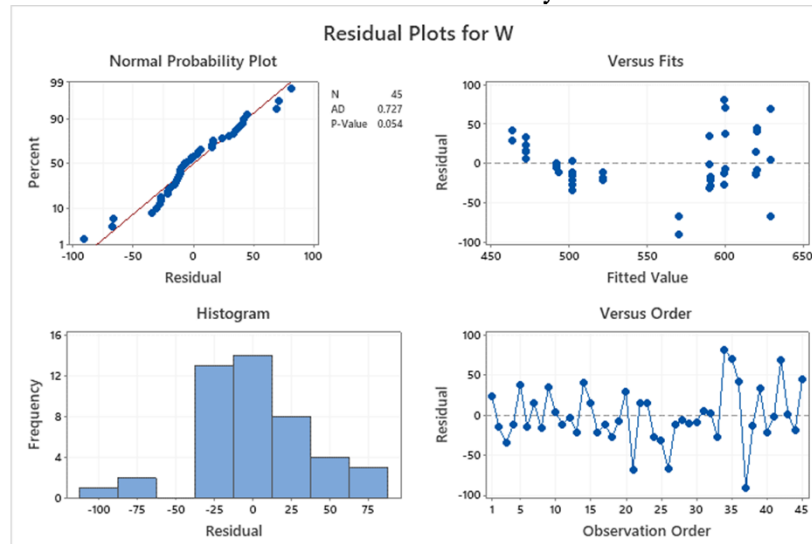 Residual Plots for W
Normal Probability Plot
99
90
50
10
1
-100 -50 0 50 100
Percent
Residual
N 45
AD 0.727
P-Value 0.054
Versus Fits
100
50
0
-50
-100
450 500 550 600 650
Residual
Fitted Value
Histogram
16
12
8
4
0
-100 -75 -50 -25 0 25 50 75
Frequency
Residual
Versus Order
100
50
0
-50
-100
1 5 10 15 20 25 30 35 40 45
Residual
Observation Order